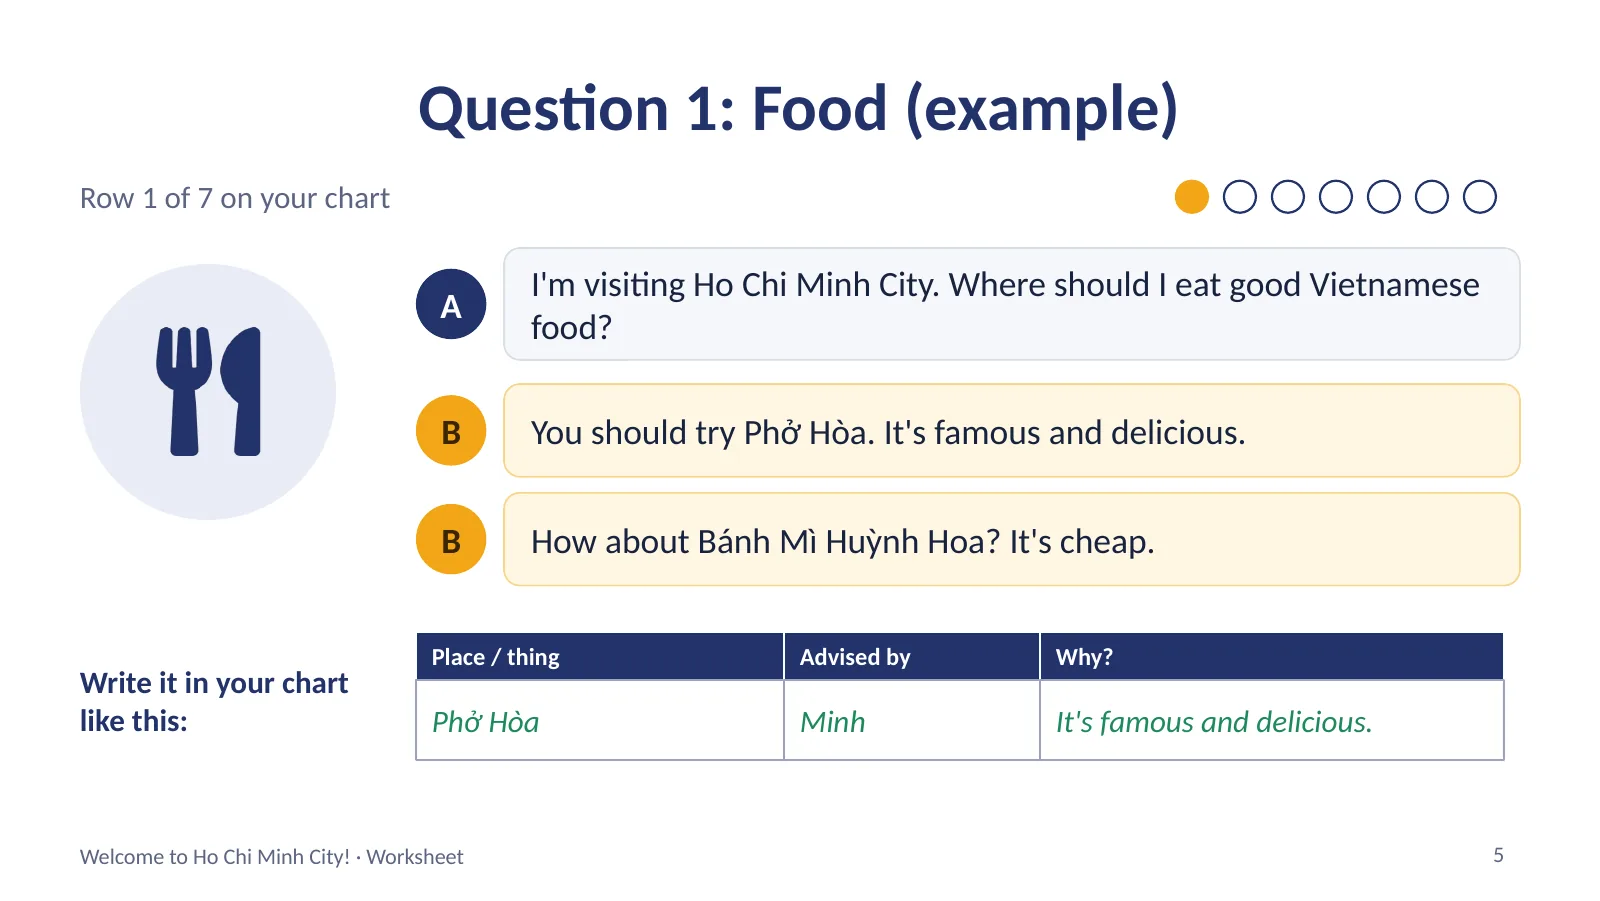 Question 1: Food (example)
Row 1 of 7 on your chart
A
I'm visiting Ho Chi Minh City. Where should I eat good Vietnamese
food?
B
You should try Phở Hòa. It's famous and delicious.
B
How about Bánh Mì Huỳnh Hoa? It's cheap.
Write it in your chart
like this:
Place / thing Advised by Why?
Phở Hòa Minh It's famous and delicious.
Welcome to Ho Chi Minh City! · Worksheet
5